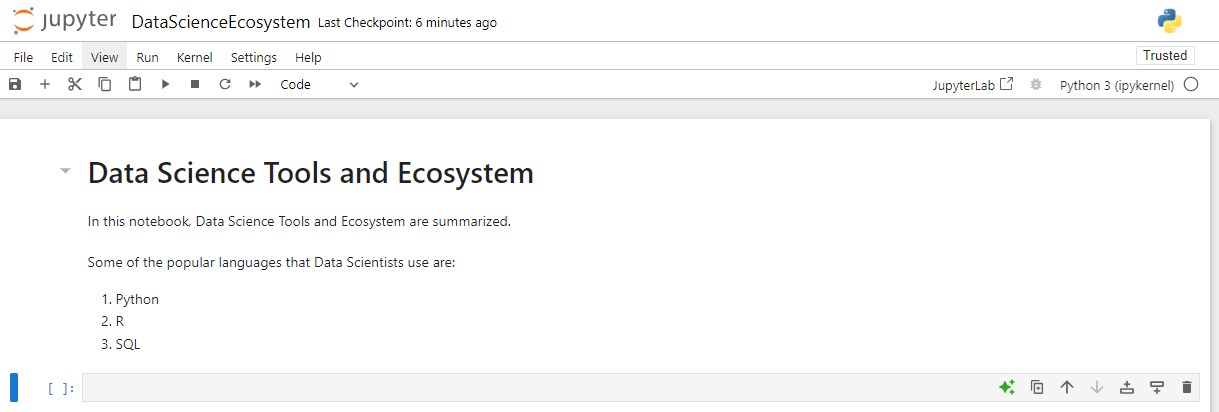 jupyter DataScienceEcosystem Last Checkpoint: 6 minutes ago
File Edit View Run Kernel Settings Help Trusted
Code JupyterLab Python 3 (ipykernel)
Data Science Tools and Ecosystem
In this notebook, Data Science Tools and Ecosystem are summarized.
Some of the popular languages that Data Scientists use are:
1. Python
2. R
3. SQL
[ ]: